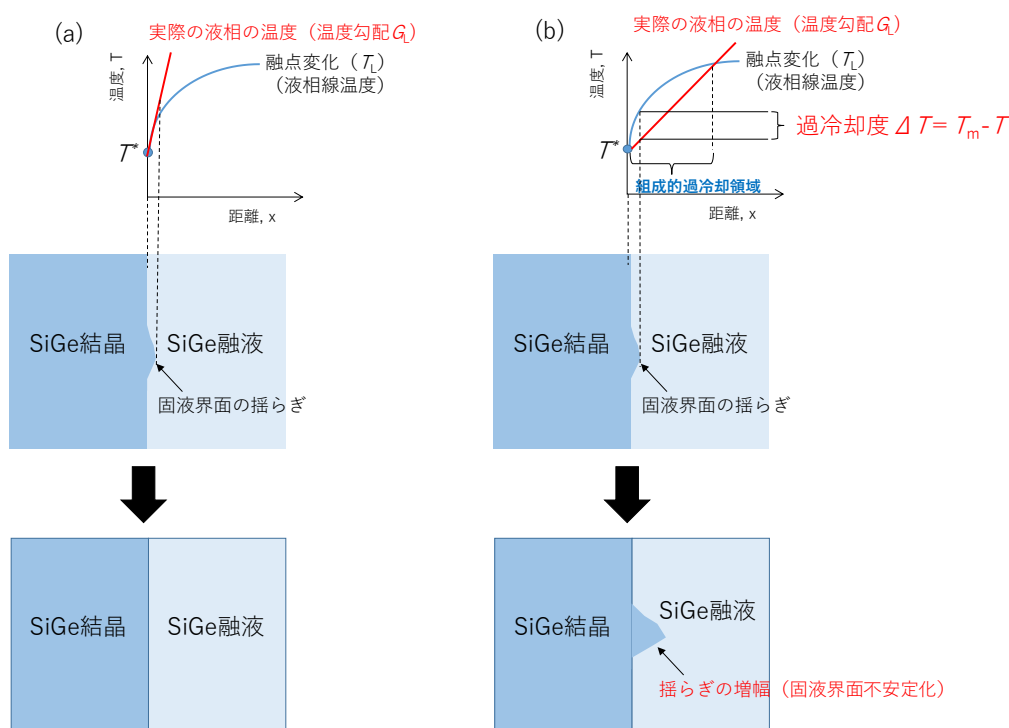 (a)
実際の液相の温度（温度勾配GL）
融点変化（TL）
（液相線温度）
温度, T
T*
距離, x
SiGe結晶
SiGe融液
固液界面の揺らぎ
SiGe結晶
SiGe融液
(b)
実際の液相の温度（温度勾配GL）
融点変化（TL）
（液相線温度）
温度, T
過冷却度ΔT= Tm-T
T*
組成的過冷却領域
距離, x
SiGe結晶
SiGe融液
固液界面の揺らぎ
SiGe結晶
SiGe融液
揺らぎの増幅（固液界面不安定化）